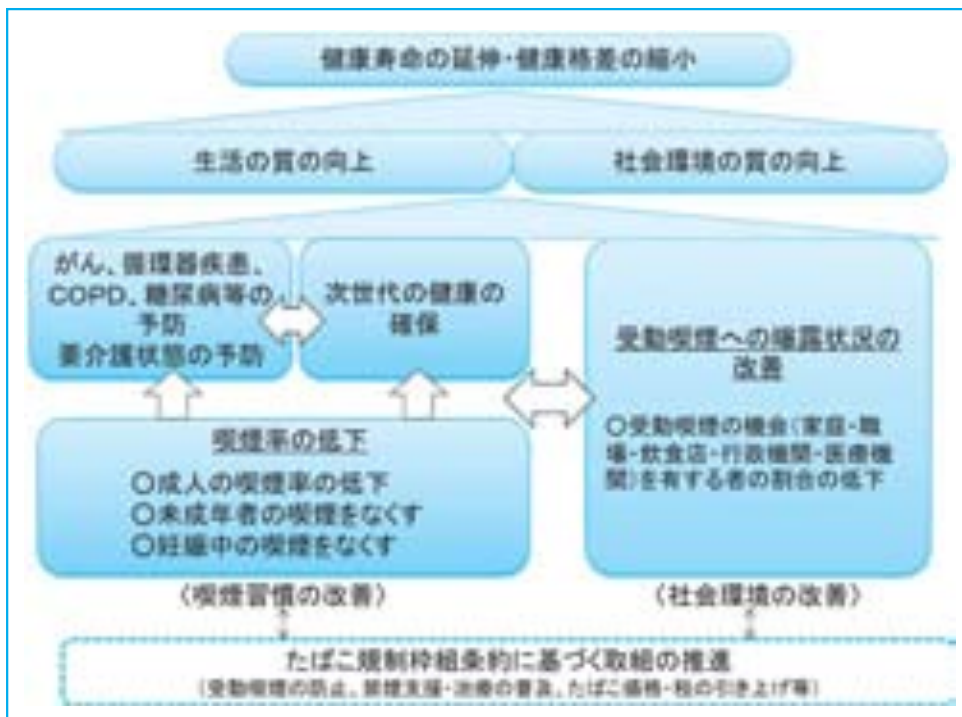 健康寿命の延伸・健康格差の縮小
生活の質の向上
社会環境の質の向上
がん、循環器疾患、
COPD、糖尿病等の
予防
要介護状態の予防
次世代の健康の
確保
受動喫煙への曝露状況の
改善
〇受動喫煙の機会(家庭・職
場・飲食店・行政機関・医療機
関)を有する者の割合の低下
喫煙率の低下
〇成人の喫煙率の低下
〇未成年者の喫煙をなくす
〇妊娠中の喫煙をなくす
〈喫煙習慣の改善〉
〈社会環境の改善〉
たばこ規制枠組条約に基づく取組の推進
(受動喫煙の防止、禁煙支援・治療の普及、たばこ価格・税の引き上げ等)